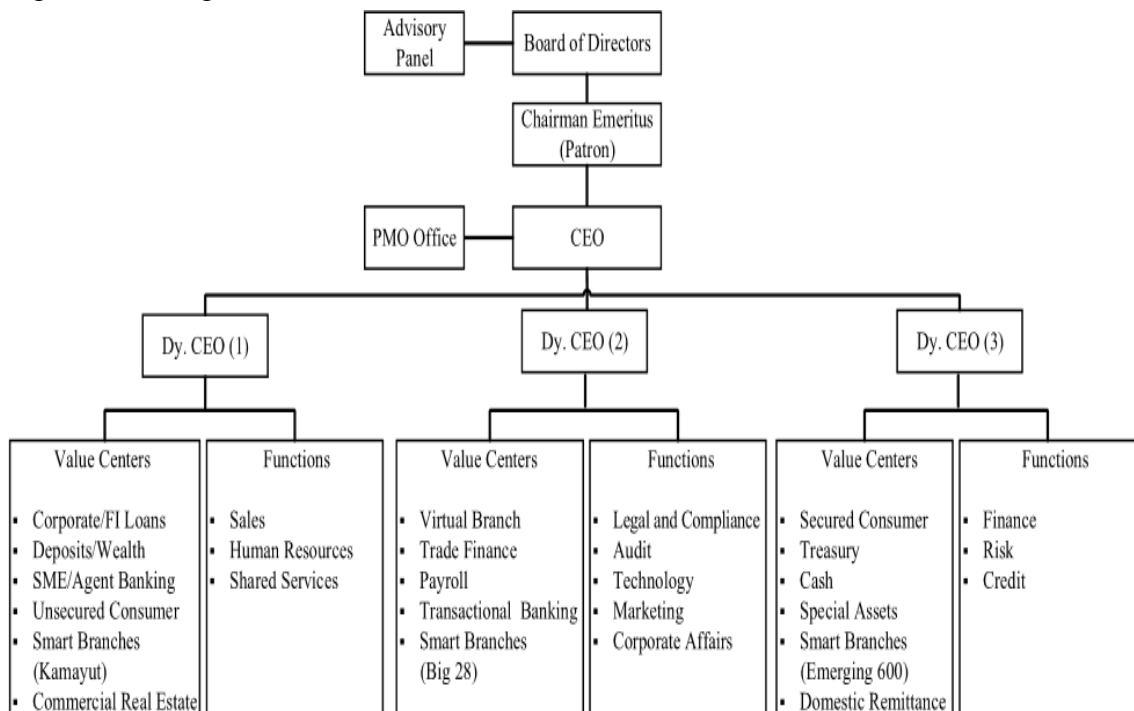 Advisory
Panel
Board of Directors
Chairman Emeritus
(Patron)
PMO Office
CEO
Dy. CEO (1)
Dy. CEO (2)
Dy. CEO (3)
Value Centers
▪ Corporate/FI Loans
▪ Deposits/Wealth
▪ SME/Agent Banking
▪ Unsecured Consumer
▪ Smart Branches
(Kamayut)
▪ Commercial Real Estate
Functions
▪ Sales
▪ Human Resources
▪ Shared Services
Value Centers
▪ Virtual Branch
▪ Trade Finance
▪ Payroll
▪ Transactional Banking
▪ Smart Branches
(Big 28)
Functions
▪ Legal and Compliance
▪ Audit
▪ Technology
▪ Marketing
▪ Corporate Affairs
Value Centers
▪ Secured Consumer
▪ Treasury
▪ Cash
▪ Special Assets
▪ Smart Branches
(Emerging 600)
▪ Domestic Remittance
Functions
▪ Finance
▪ Risk
▪ Credit